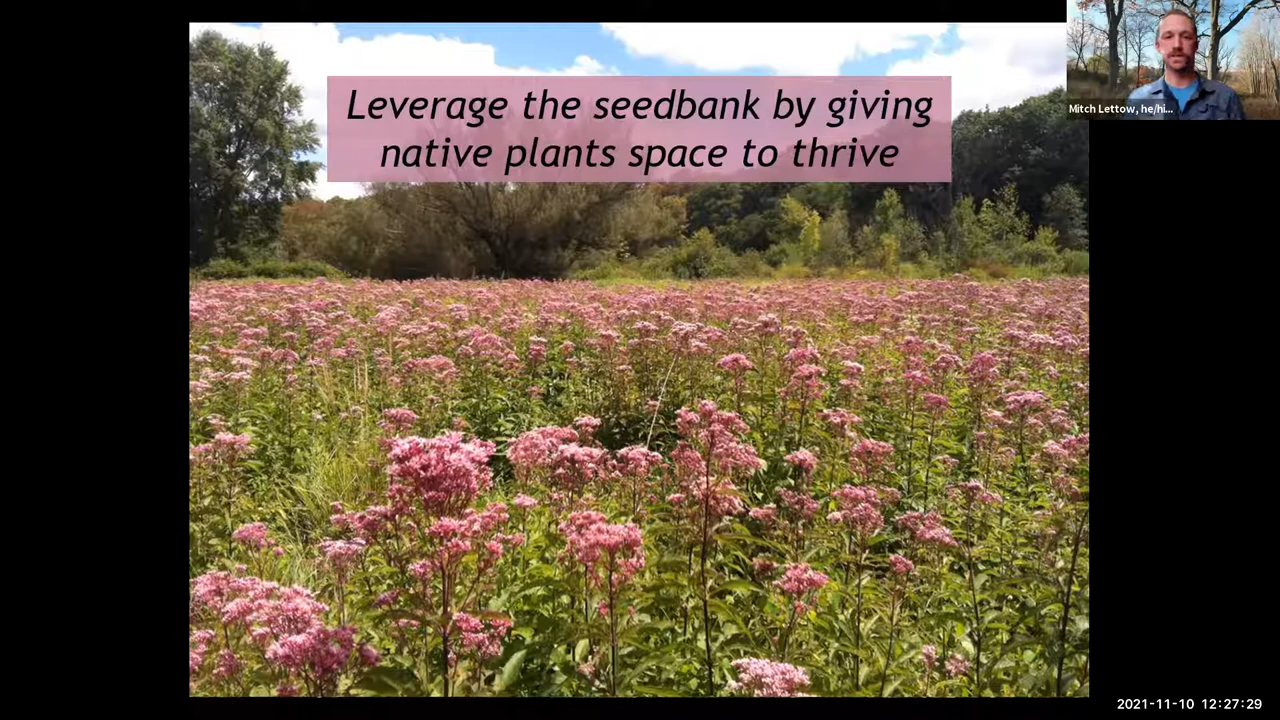 Leverage the seedbank by giving
native plants space to thrive
Mitch Lettow, he/hi...
2021-11-10 12:27:29